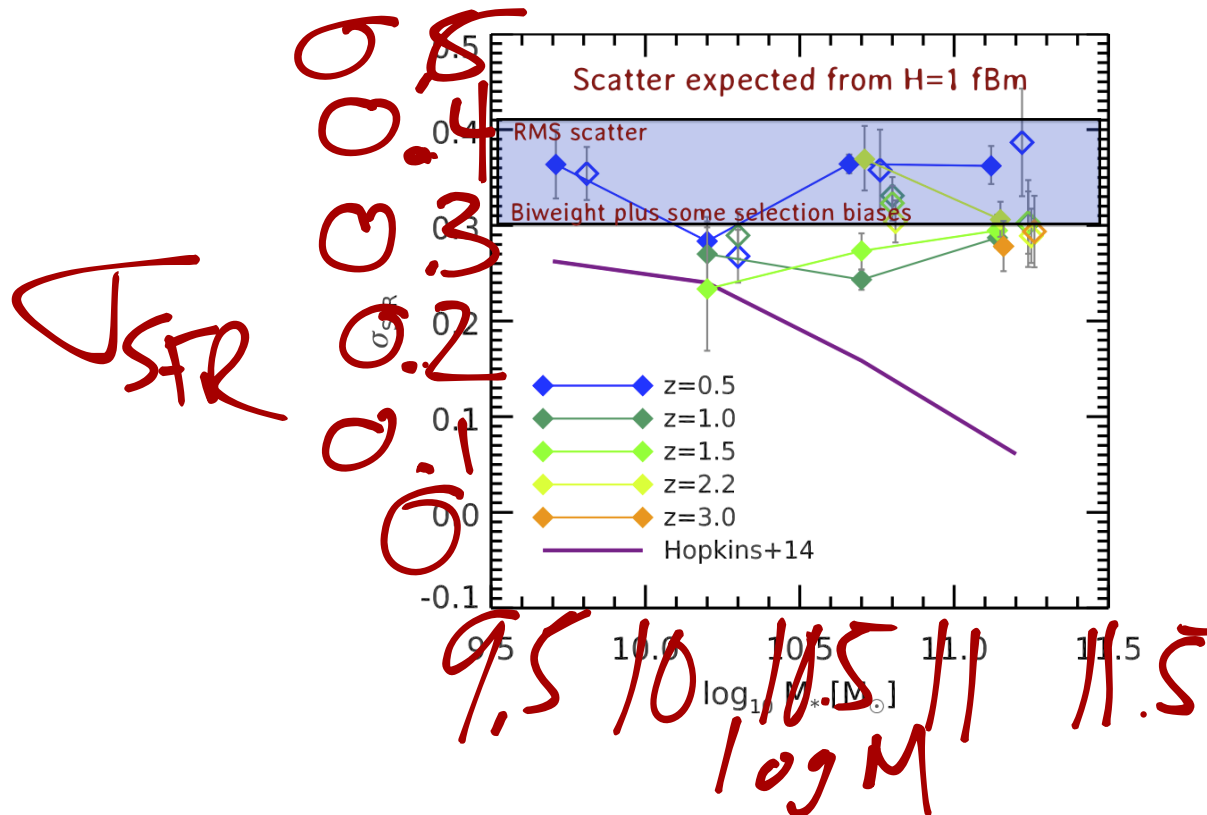 0.5
0.5
Scatter expected from H=1 fBm
0.4
0.4
RMS scatter
0.3
0.3
Biweight plus some selection biases
σSFR
σSFR
0.2
0.2
z=0.5
0.1
0.1
z=1.0
z=1.5
z=2.2
0
0.0
z=3.0
Hopkins+14
-0.1
9.5 10.0 10.5 11.0 11.5
9.5 10 10.5 11 11.5
log₁₀ M* [M☉]
log M